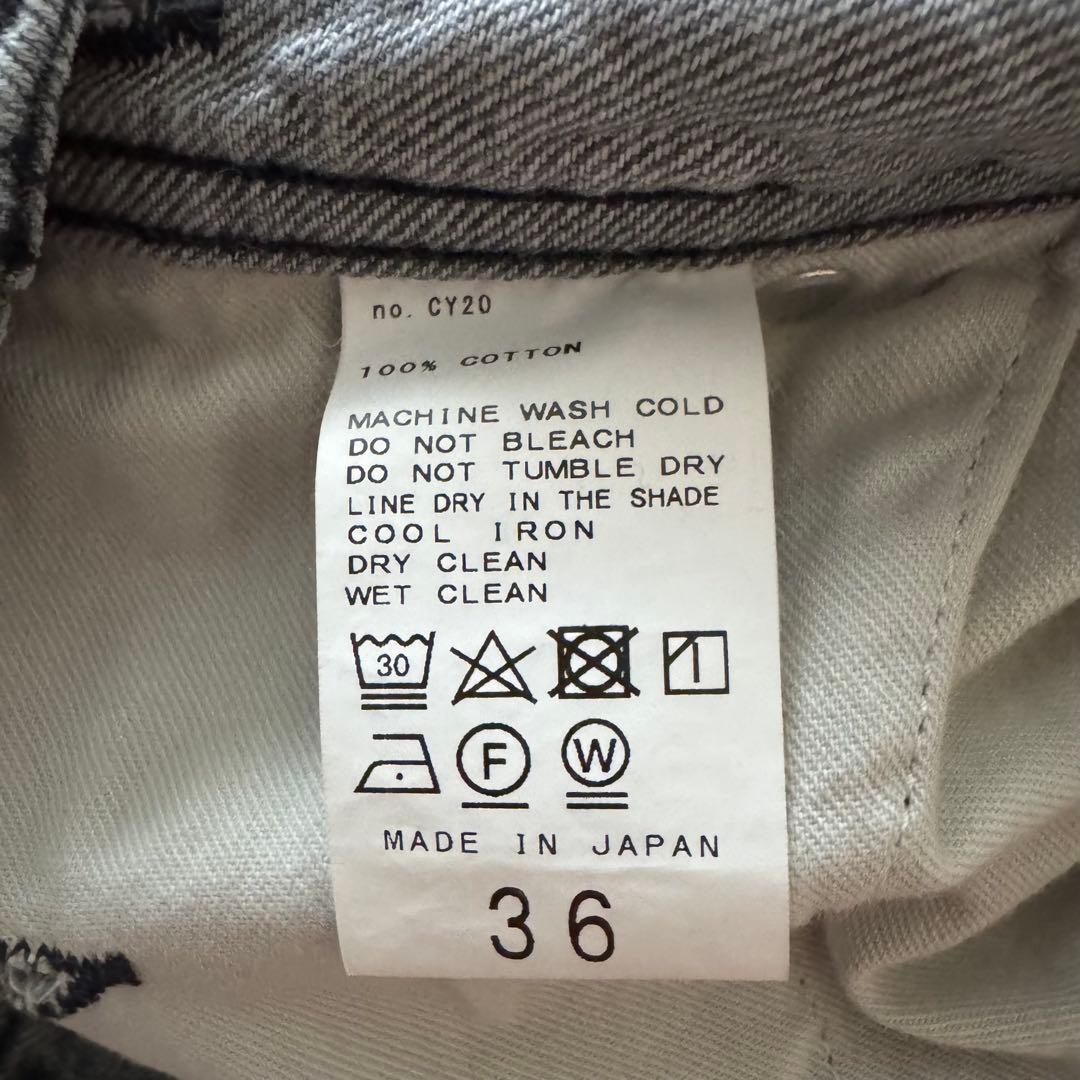 no. CY20
100% COTTON
MACHINE WASH COLD
DO NOT BLEACH
DO NOT TUMBLE DRY
LINE DRY IN THE SHADE
COOL IRON
DRY CLEAN
WET CLEAN
30
F W
MADE IN JAPAN
36